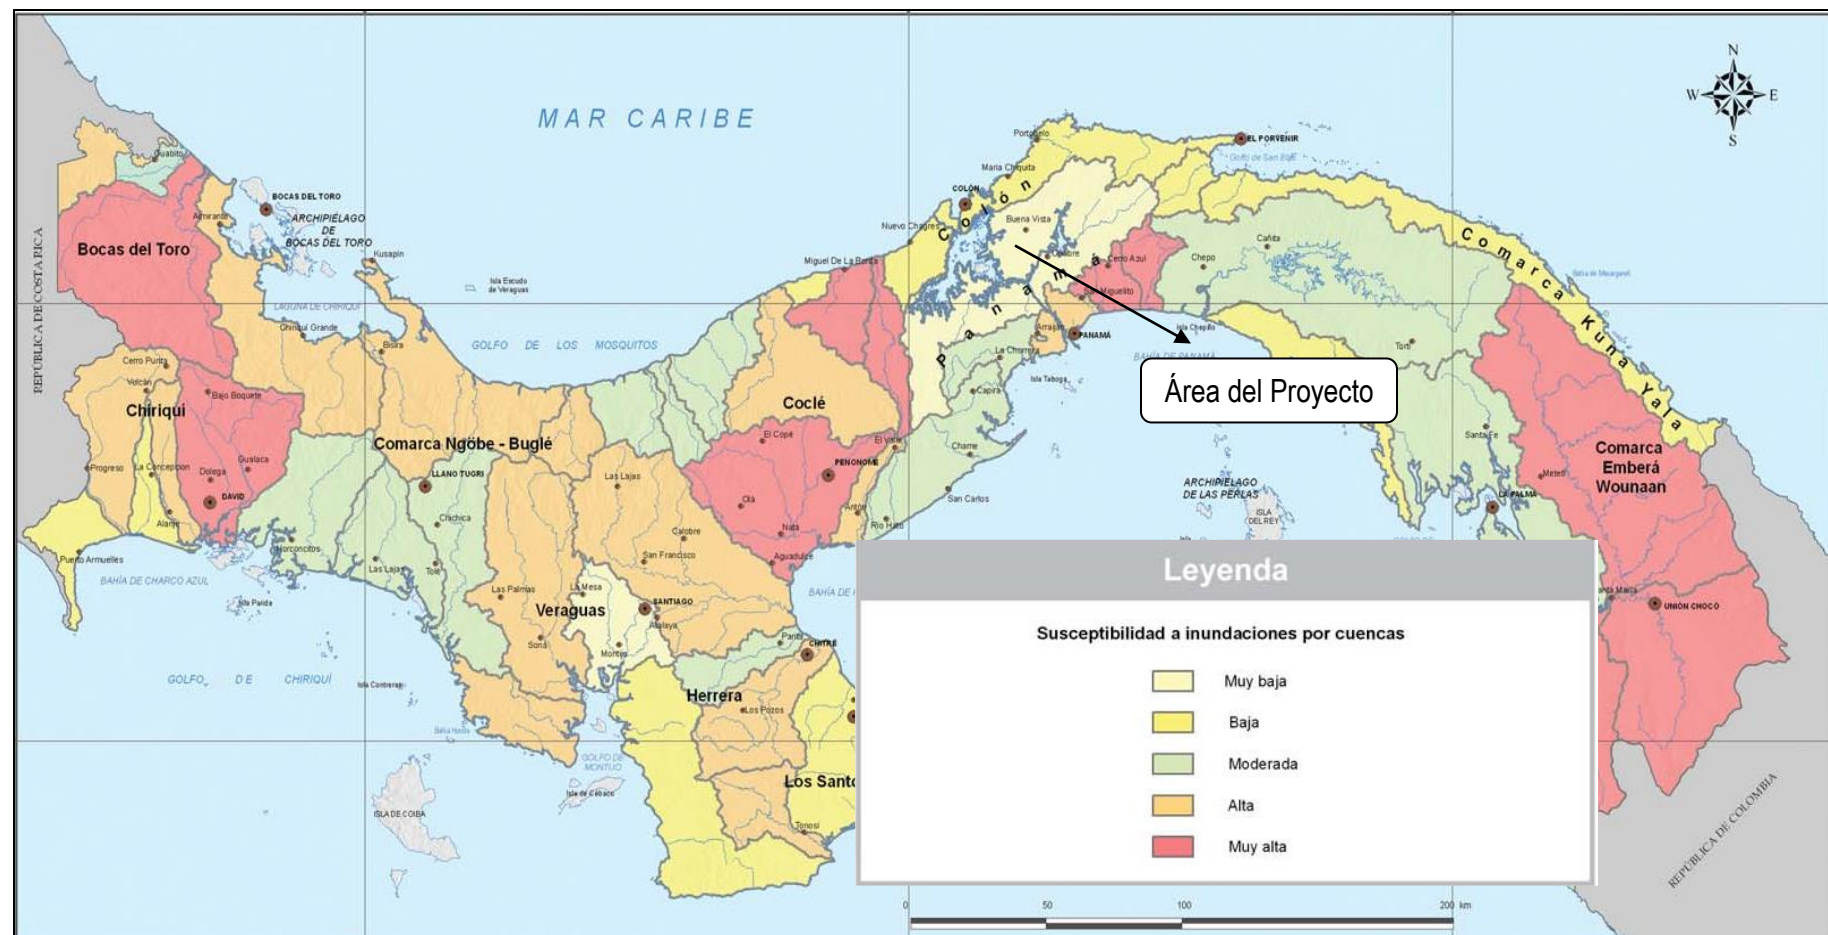 N
W E
S
MAR CARIBE
REPUBLICA DE COSTA RICA
Guabito
Bocas del Toro
Almirante
BOCAS DEL TORO
ARCHIPIÉLAGO
DE
BOCAS DEL TORO
Kusapín
Isla Escudo
de Veraguas
LAGUNA DE CHIRIQUÍ
Chiriquí Grande
Bisira
GOLFO DE LOS MOSQUITOS
Portobelo
EL PORVENIR
Golfo de San Blas
María Chiquita
COLÓN
Colón
Nuevo Chagres
Buena Vista
Miguel De La Borda
Cerro Azul
San Miguelito
Panamá
Arraiján
PANAMÁ
La Chorrera
Capira
Chame
San Carlos
Isla Taboga
BAHÍA DE PANAMÁ
Isla Chepillo
Chepo
Cañita
Tortí
Comarca Kuna Yala
Área del Proyecto
Cerro Punta
Volcán
Bajo Boquete
Chiriquí
Progreso
La Concepcion
Dolega
Gualaca
DAVID
Alanje
Puerto Armuelles
BAHÍA DE CHARCO AZUL
Isla Parida
Horconcitos
Las Lajas
Comarca Ngöbe - Buglé
LLANO TUGRI
Chichica
Tolé
Coclé
El Copé
El Valle
PENONOMÉ
Olá
Natá
Antón
Río Hato
Aguadulce
Las Lajas
Calobre
San Francisco
Las Palmas
La Mesa
Veraguas
SANTIAGO
Atalaya
Soná
Montijo
Parita
CHITRÉ
Herrera
Los Pozos
Los Santo
Tonosí
GOLFO DE CHIRIQUÍ
GOLFO DE
MONTIJO
Isla de Cébaco
ISLA DE COIBA
ARCHIPIÉLAGO
DE LAS PERLAS
ISLA
DEL REY
Santa Fe
Metetí
LA PALMA
Comarca
Emberá
Wounaan
UNIÓN CHOCÓ
REPÚBLICA DE COLOMBIA
Leyenda
Susceptibilidad a inundaciones por cuencas
Muy baja
Baja
Moderada
Alta
Muy alta
0 50 100 200 km